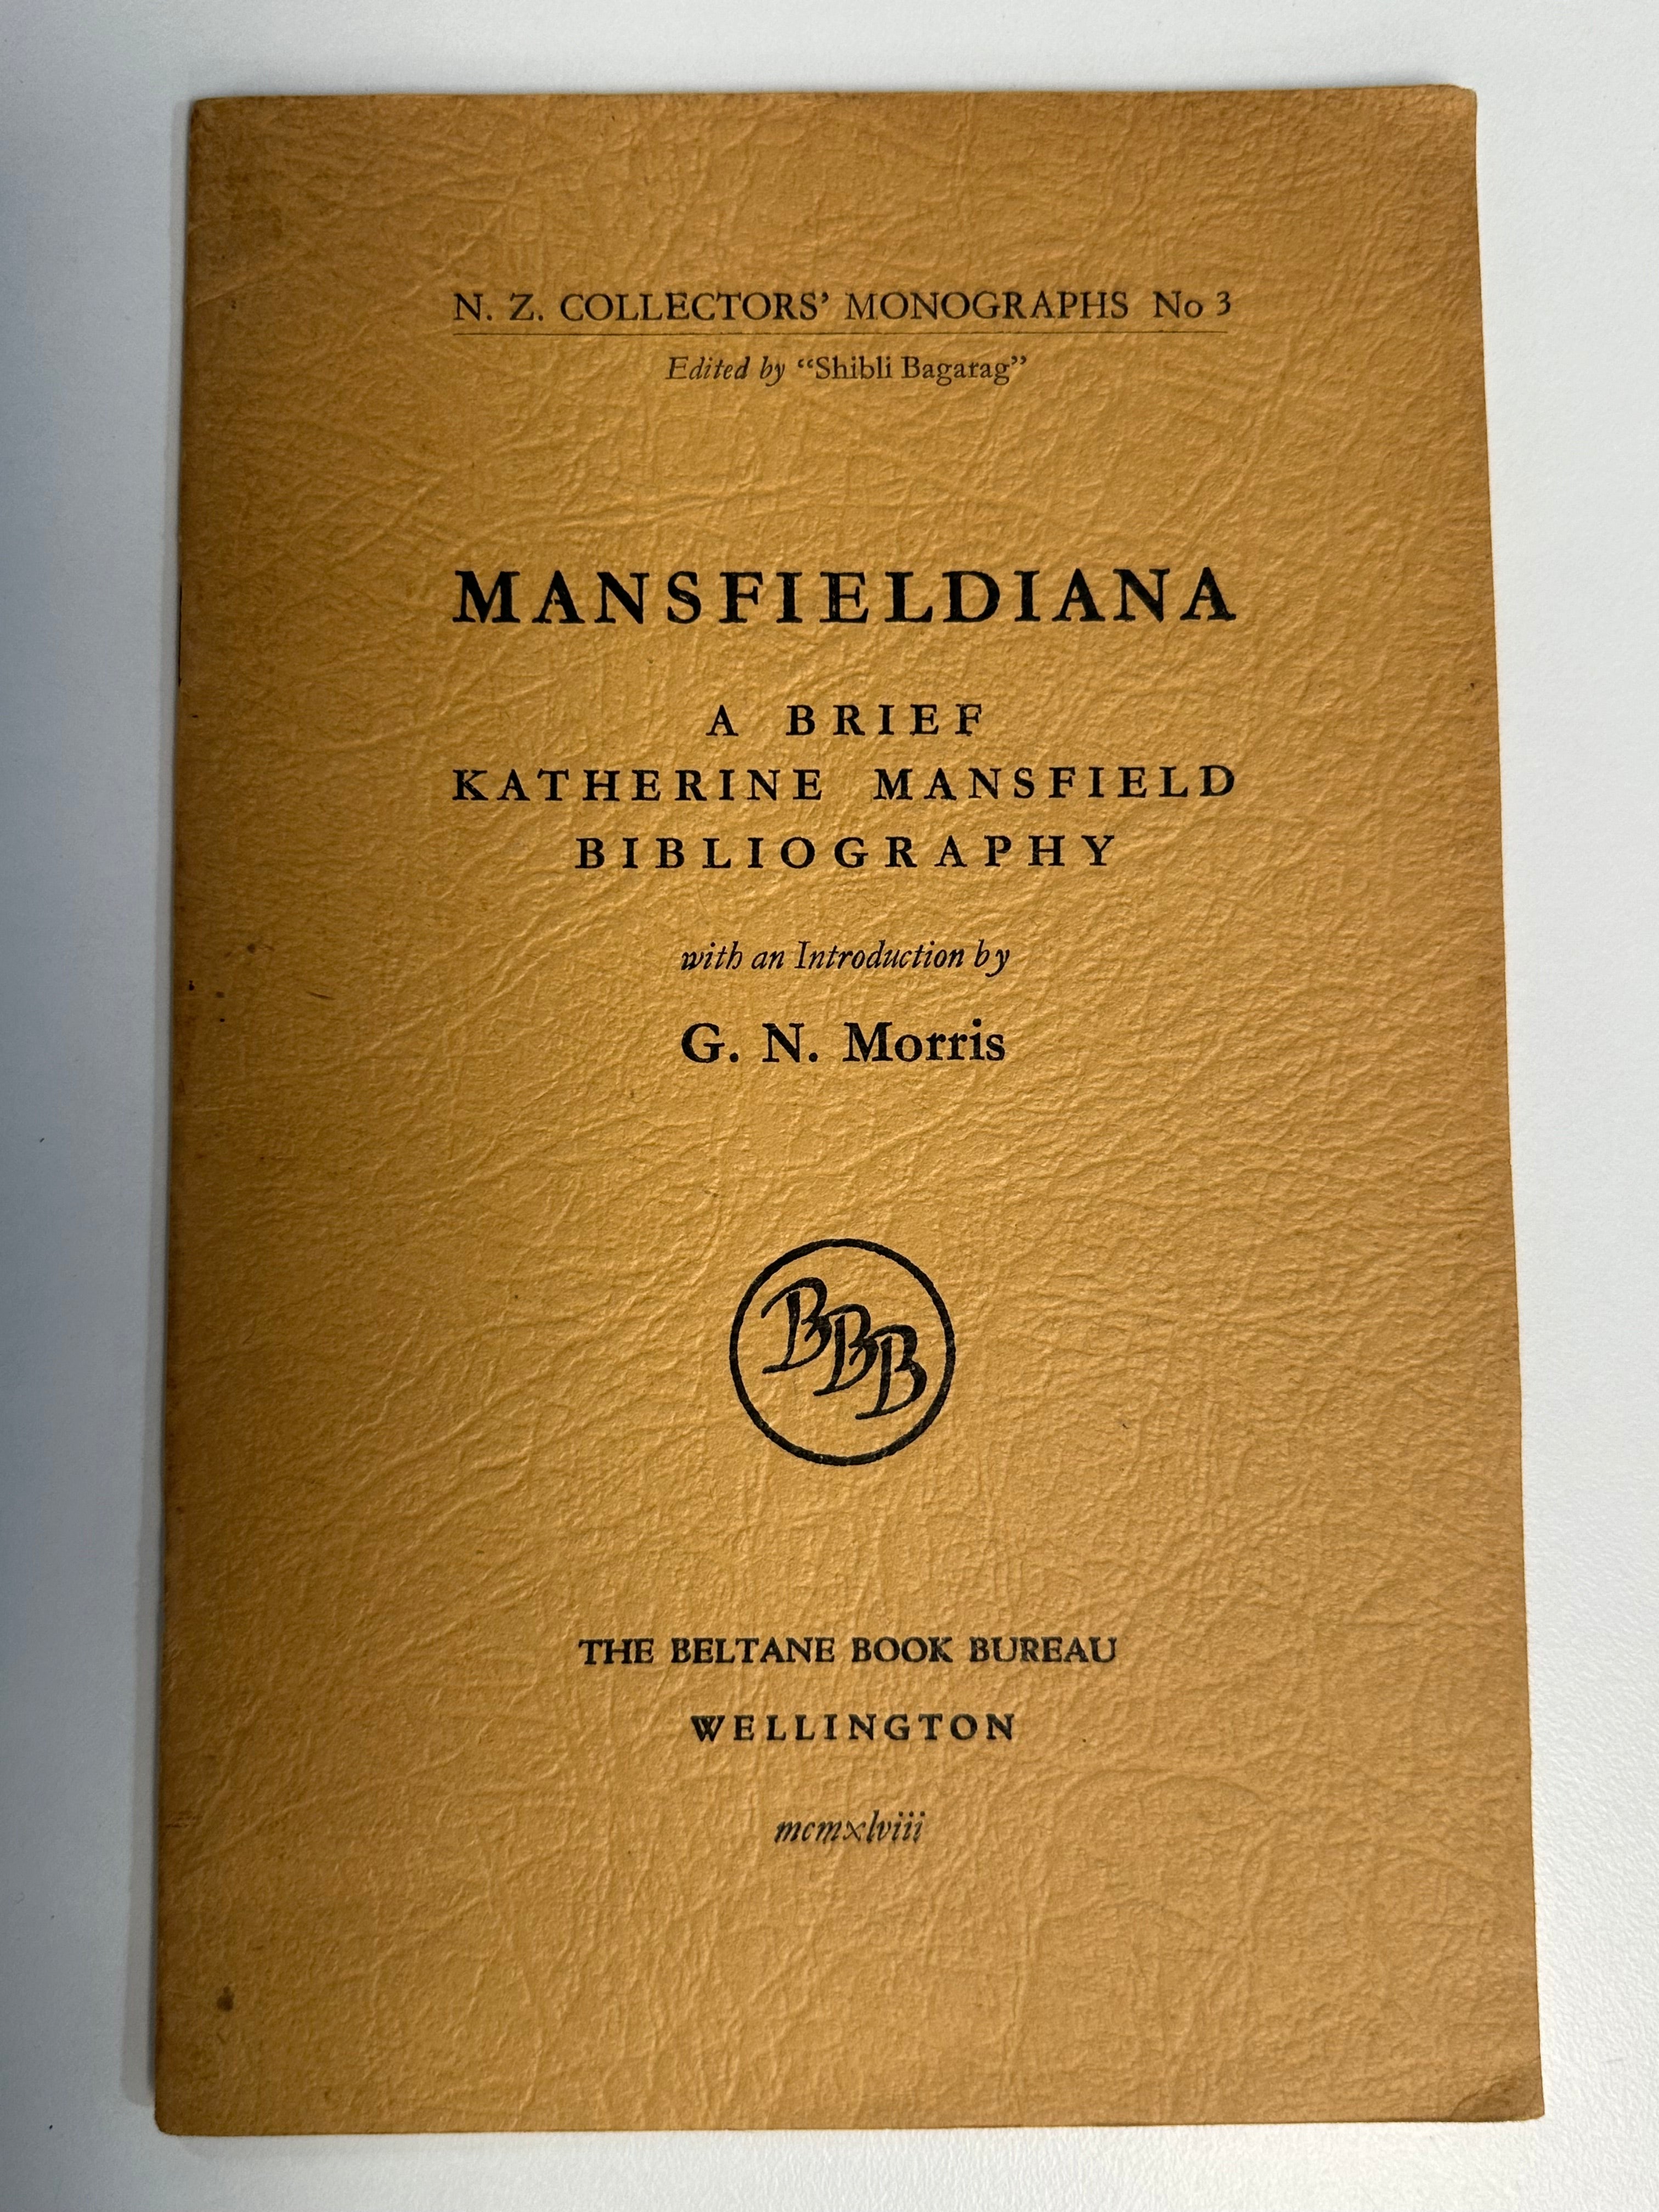 N. Z. COLLECTORS’ MONOGRAPHS No 3
Edited by “Shibli Bagarag”
MANSFIELDIANA
A BRIEF
KATHERINE MANSFIELD
BIBLIOGRAPHY
with an Introduction by
G. N. Morris
BBB
THE BELTANE BOOK BUREAU
WELLINGTON
mcmxlviii